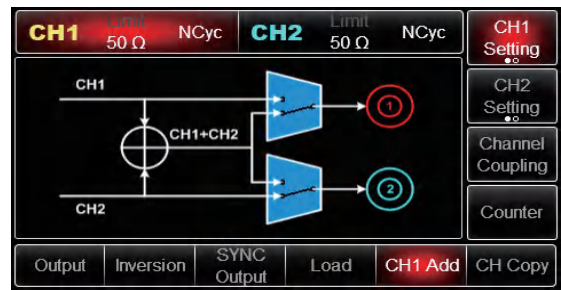 CH1 Limit 50 Ω NCyc CH2 Limit 50 Ω NCyc
CH1 Setting
CH2 Setting
Channel Coupling
Counter
CH1
CH1+CH2
CH2
1
2
Output Inversion SYNC Output Load CH1 Add CH Copy